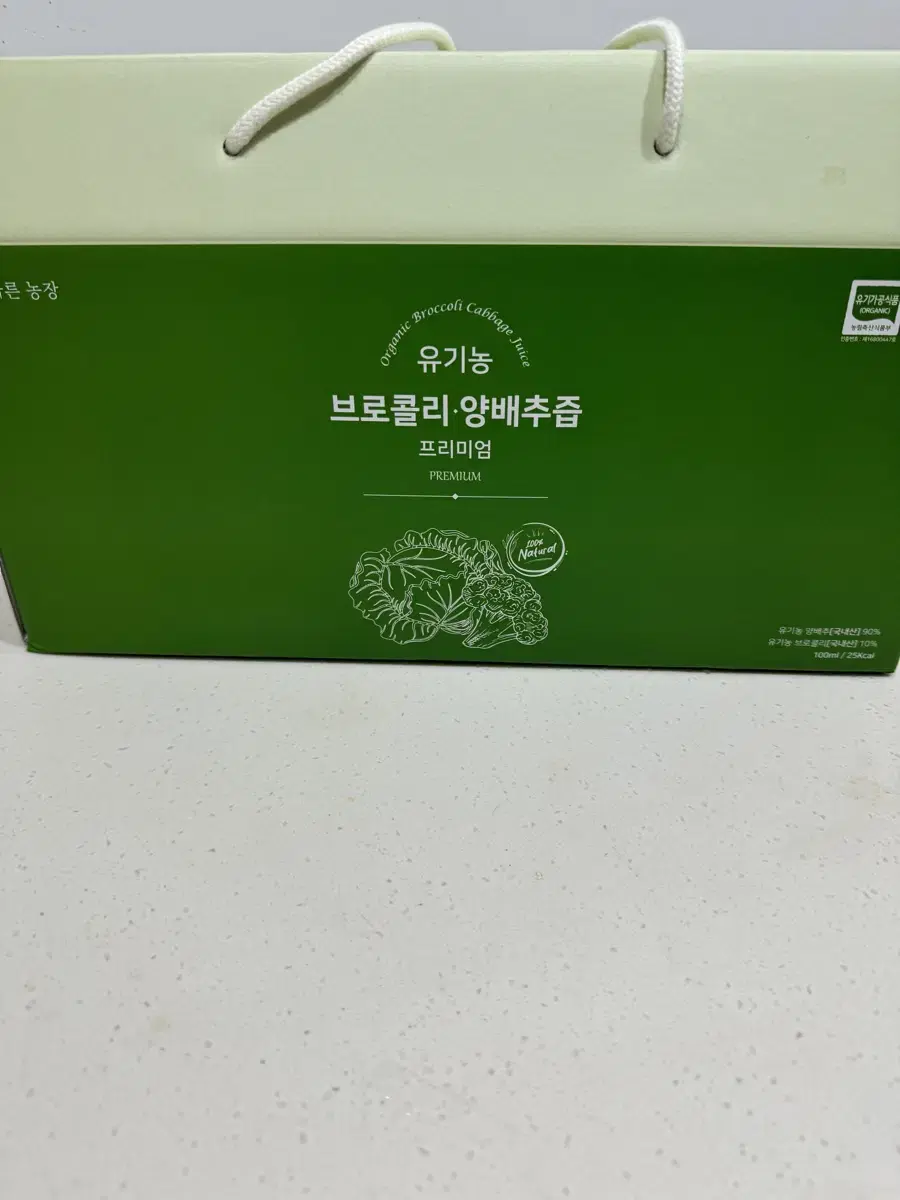 른 농장
Organic Broccoli Cabbage Juice
유기농
브로콜리·양배추즙
프리미엄
PREMIUM
100% Natural
유기가공식품
(ORGANIC)
농림축산식품부
유기농 양배추[국내산] 90%
유기농 브로콜리[국내산] 10%
100ml / 25Kcal